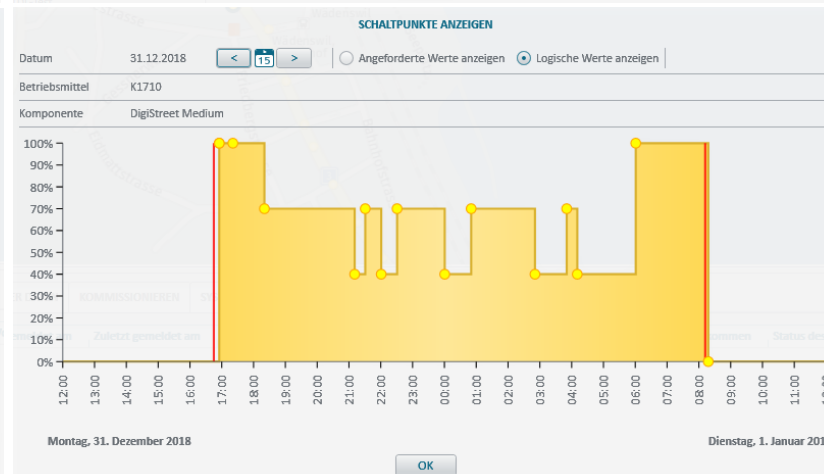 SCHALTPUNKTE ANZEIGEN
Datum 31.12.2018 < 15 > Angeforderte Werte anzeigen Logische Werte anzeigen
Betriebsmittel K1710
Komponente DigiStreet Medium
100%
90%
80%
70%
60%
50%
40%
30%
20%
10%
0%
12:00 13:00 14:00 15:00 16:00 17:00 18:00 19:00 20:00 21:00 22:00 23:00 00:00 01:00 02:00 03:00 04:00 05:00 06:00 07:00 08:00 09:00 10:00 11:00
Montag, 31. Dezember 2018 Dienstag, 1. Januar 201
OK